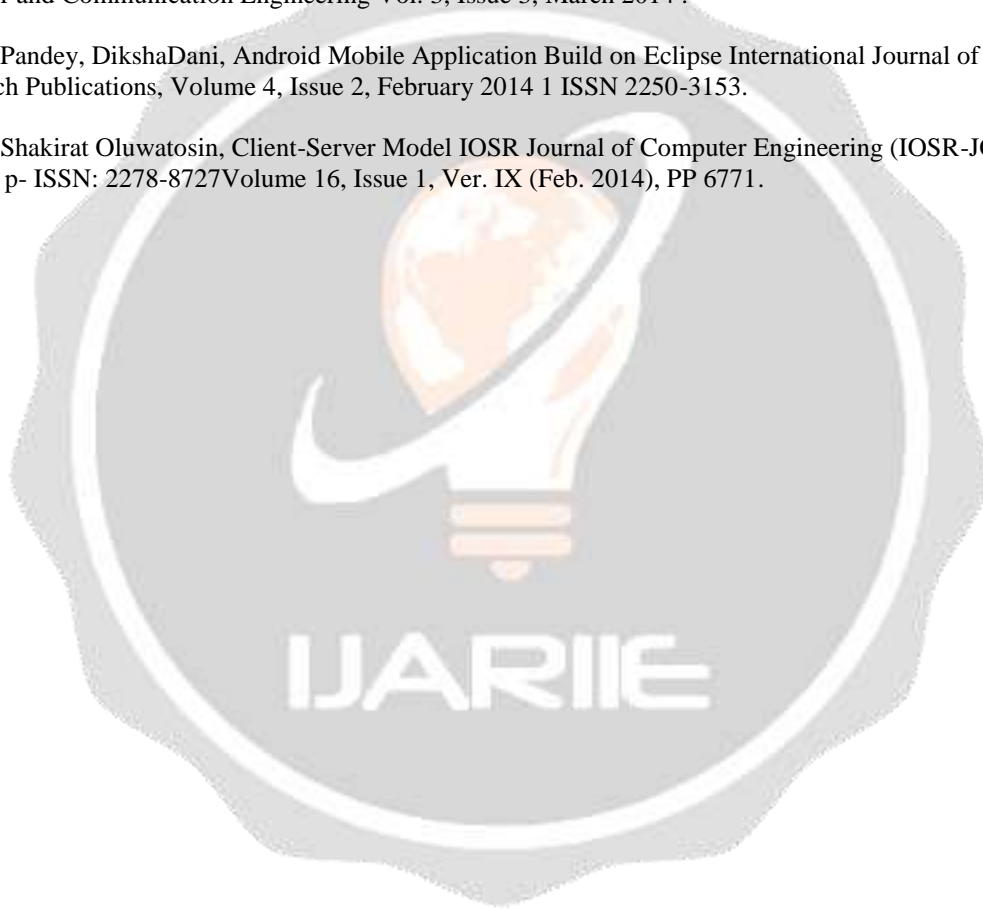 and Communication Engineering Vol. 3, Issue 3, March 2014 .
Pandey, DikshaDani, Android Mobile Application Build on Eclipse International Journal of
ch Publications, Volume 4, Issue 2, February 2014 1 ISSN 2250-3153.
Shakirat Oluwatosin, Client-Server Model IOSR Journal of Computer Engineering (IOSR-J
p- ISSN: 2278-8727Volume 16, Issue 1, Ver. IX (Feb. 2014), PP 6771.
IJARIIE